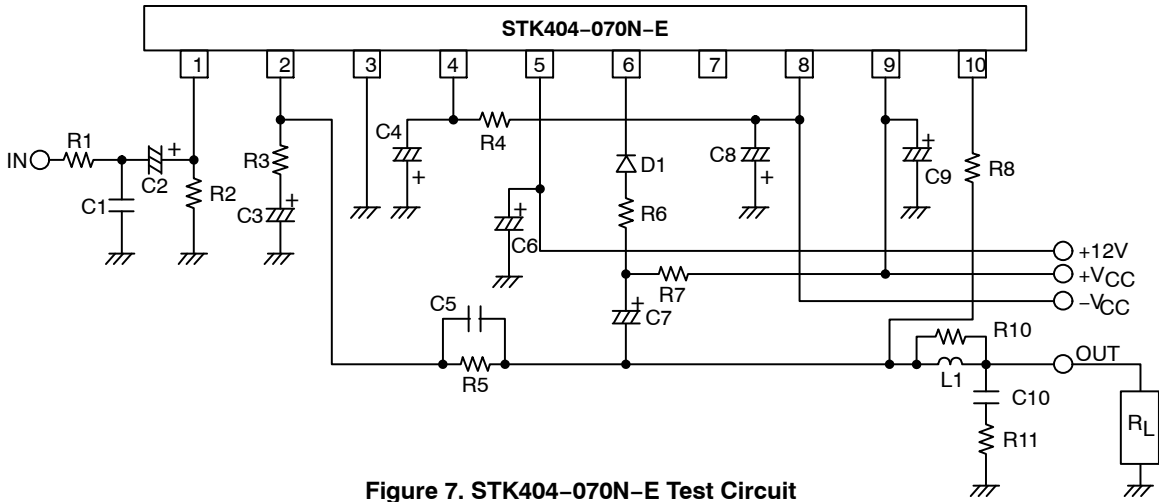 STK404-070N-E
1 2 3 4 5 6 7 8 9 10
IN R1 C2 + C1 R2
R3 C3 +
C4 + R4
C6 +
D1
R6
R7
C7 +
C8 +
C9 +
R8
+12V
+VCC
-VCC
C5
R5
R10
L1
OUT
C10
R11
RL
Figure 7. STK404-070N-E Test Circuit